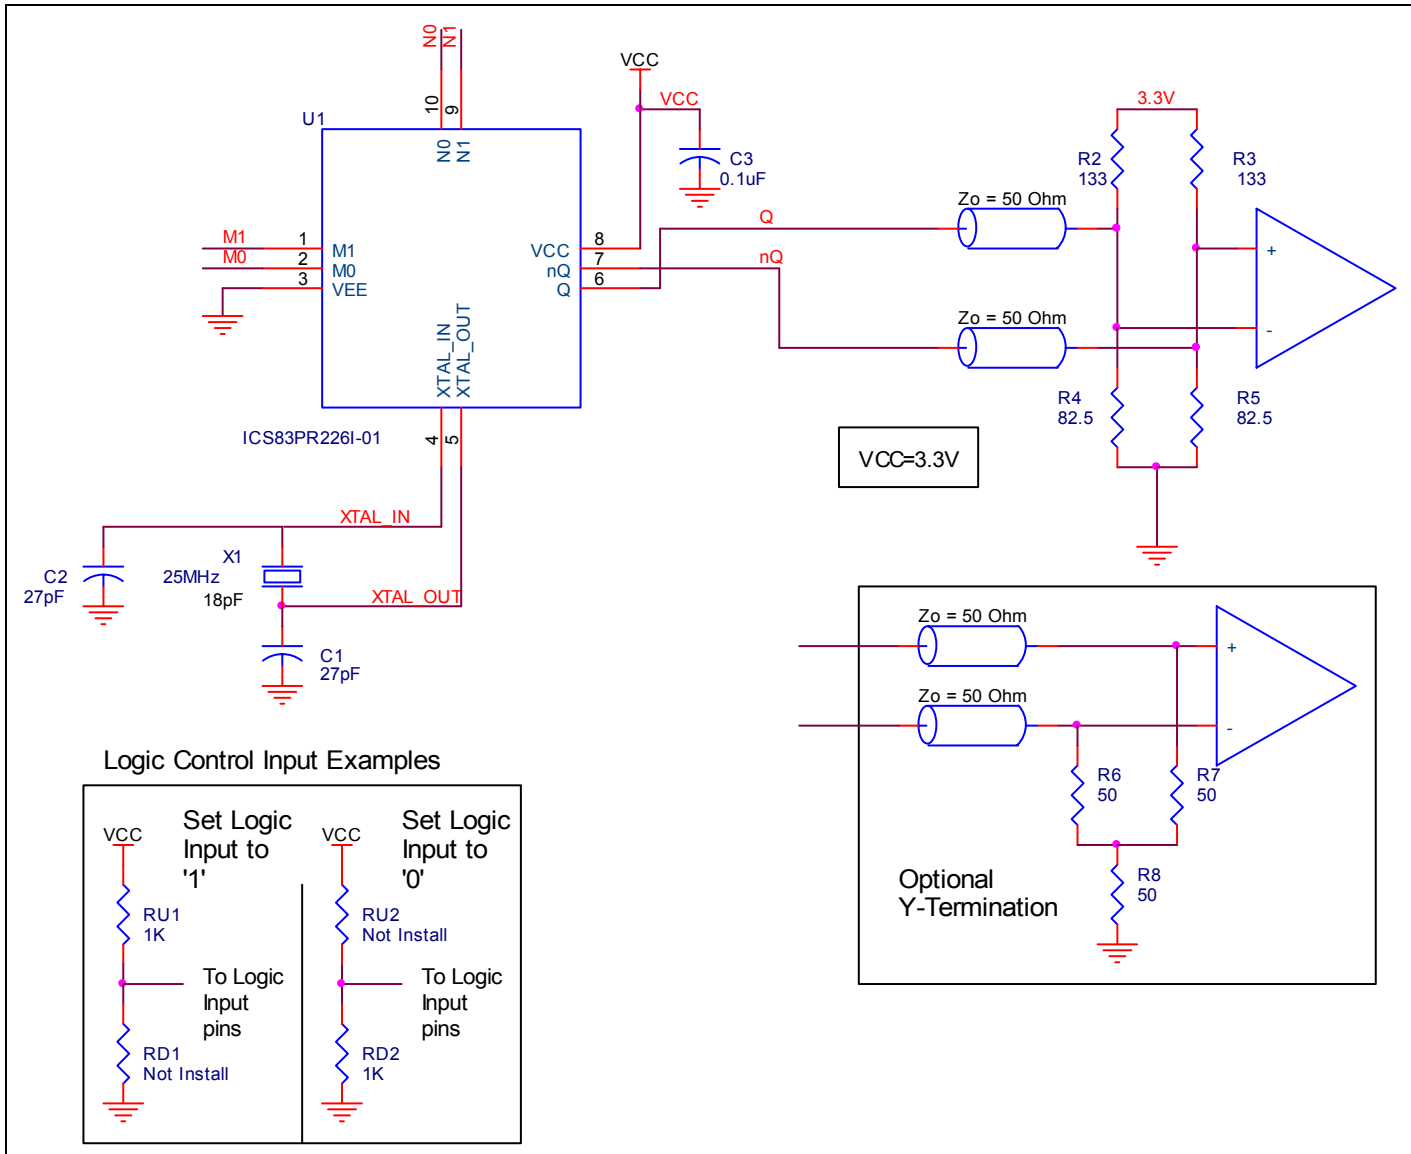 N0
N1
10
9
U1
N0
N1
VCC
VCC
C3
0.1uF
3.3V
R2
133
R3
133
Zo = 50 Ohm
Q
nQ
M1
M0
1
2
3
M1
M0
VEE
VCC
nQ
Q
8
7
6
+
-
Zo = 50 Ohm
XTAL_IN
XTAL_OUT
R4
82.5
R5
82.5
ICS83PR226I-01
4
5
VCC=3.3V
XTAL_IN
X1
25MHz
18pF
C2
27pF
XTAL_OUT
C1
27pF
Zo = 50 Ohm
+
Zo = 50 Ohm
-
R6
50
R7
50
R8
50
Optional
Y-Termination
Logic Control Input Examples
VCC
Set Logic
Input to
'1'
VCC
Set Logic
Input to
'0'
RU1
1K
RU2
Not Install
To Logic
Input
pins
To Logic
Input
pins
RD1
Not Install
RD2
1K